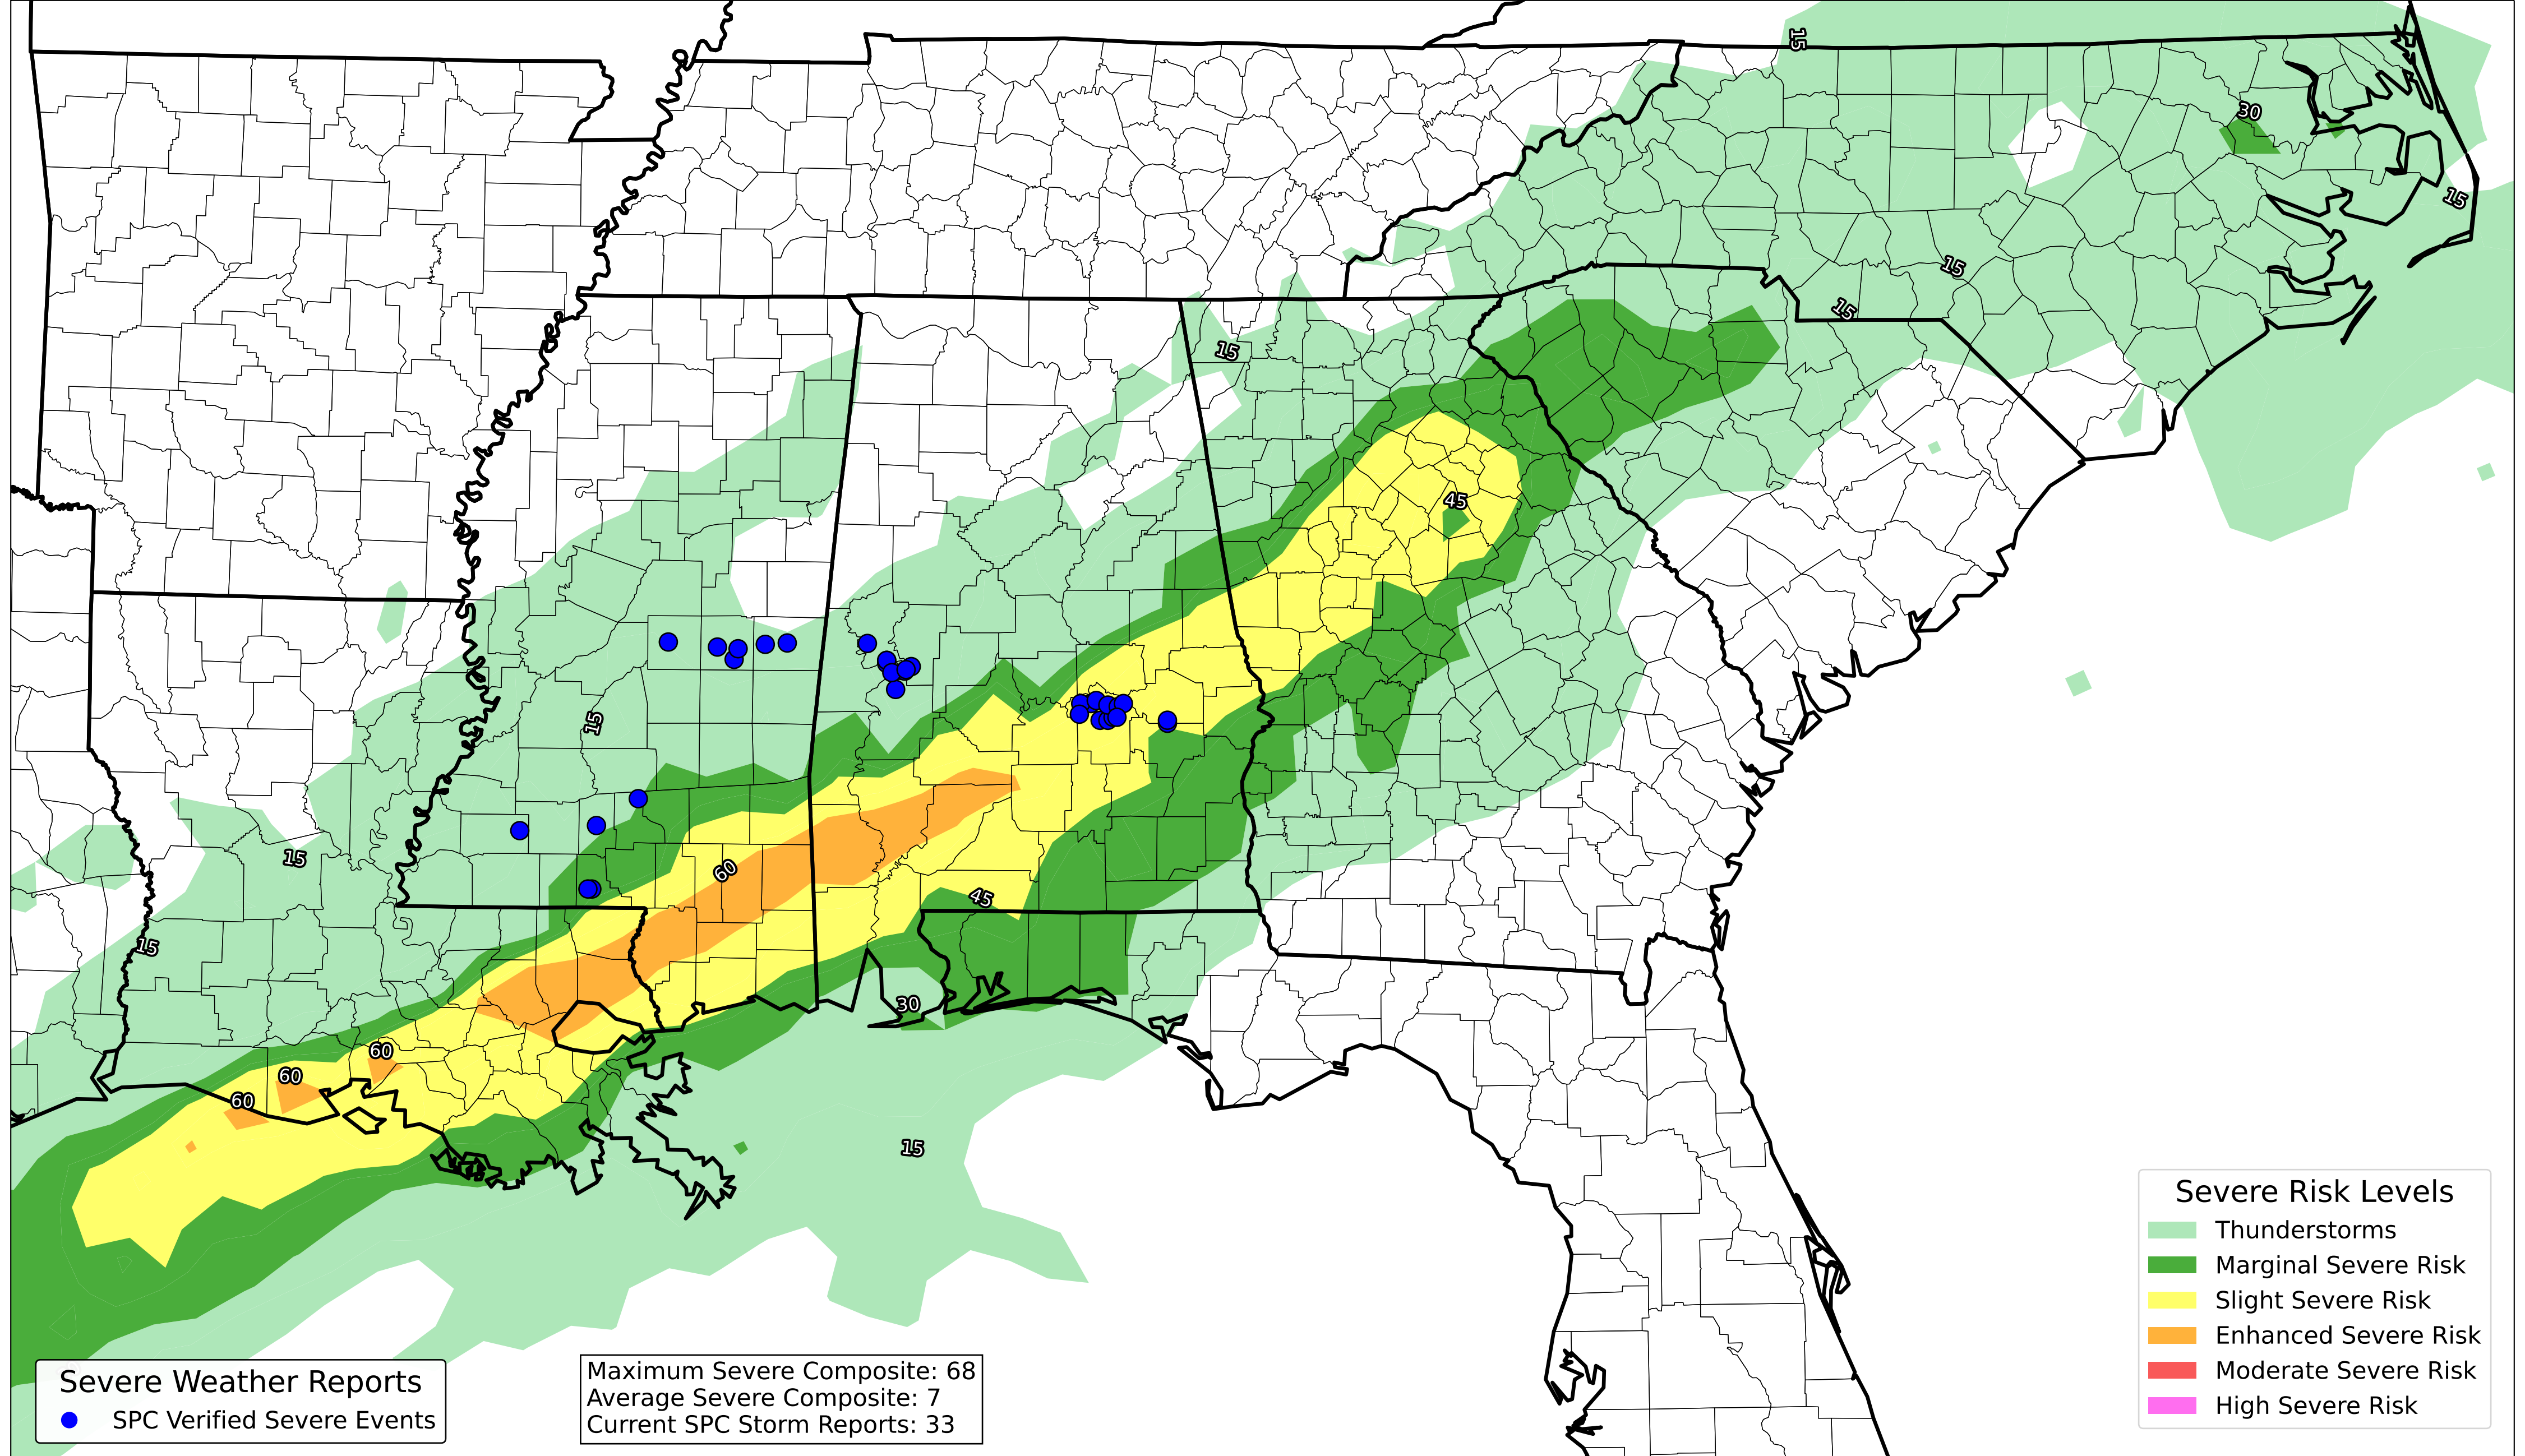 15
30
15
15
15
15
45
15
15
60
45
15
30
60
60
60
15
Severe Risk Levels
Thunderstorms
Marginal Severe Risk
Slight Severe Risk
Enhanced Severe Risk
Moderate Severe Risk
High Severe Risk
Severe Weather Reports
SPC Verified Severe Events
Maximum Severe Composite: 68
Average Severe Composite: 7
Current SPC Storm Reports: 33